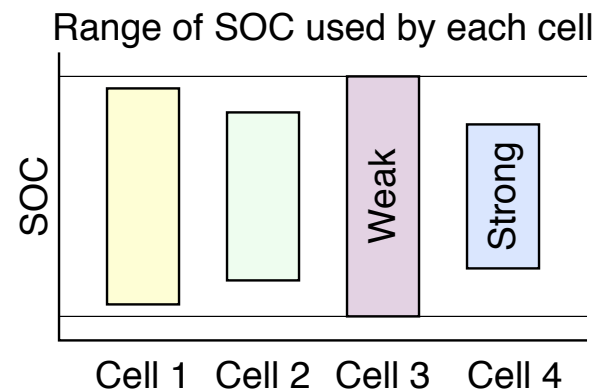 Range of SOC used by each cell
SOC
Weak
Strong
Cell 1 Cell 2 Cell 3 Cell 4